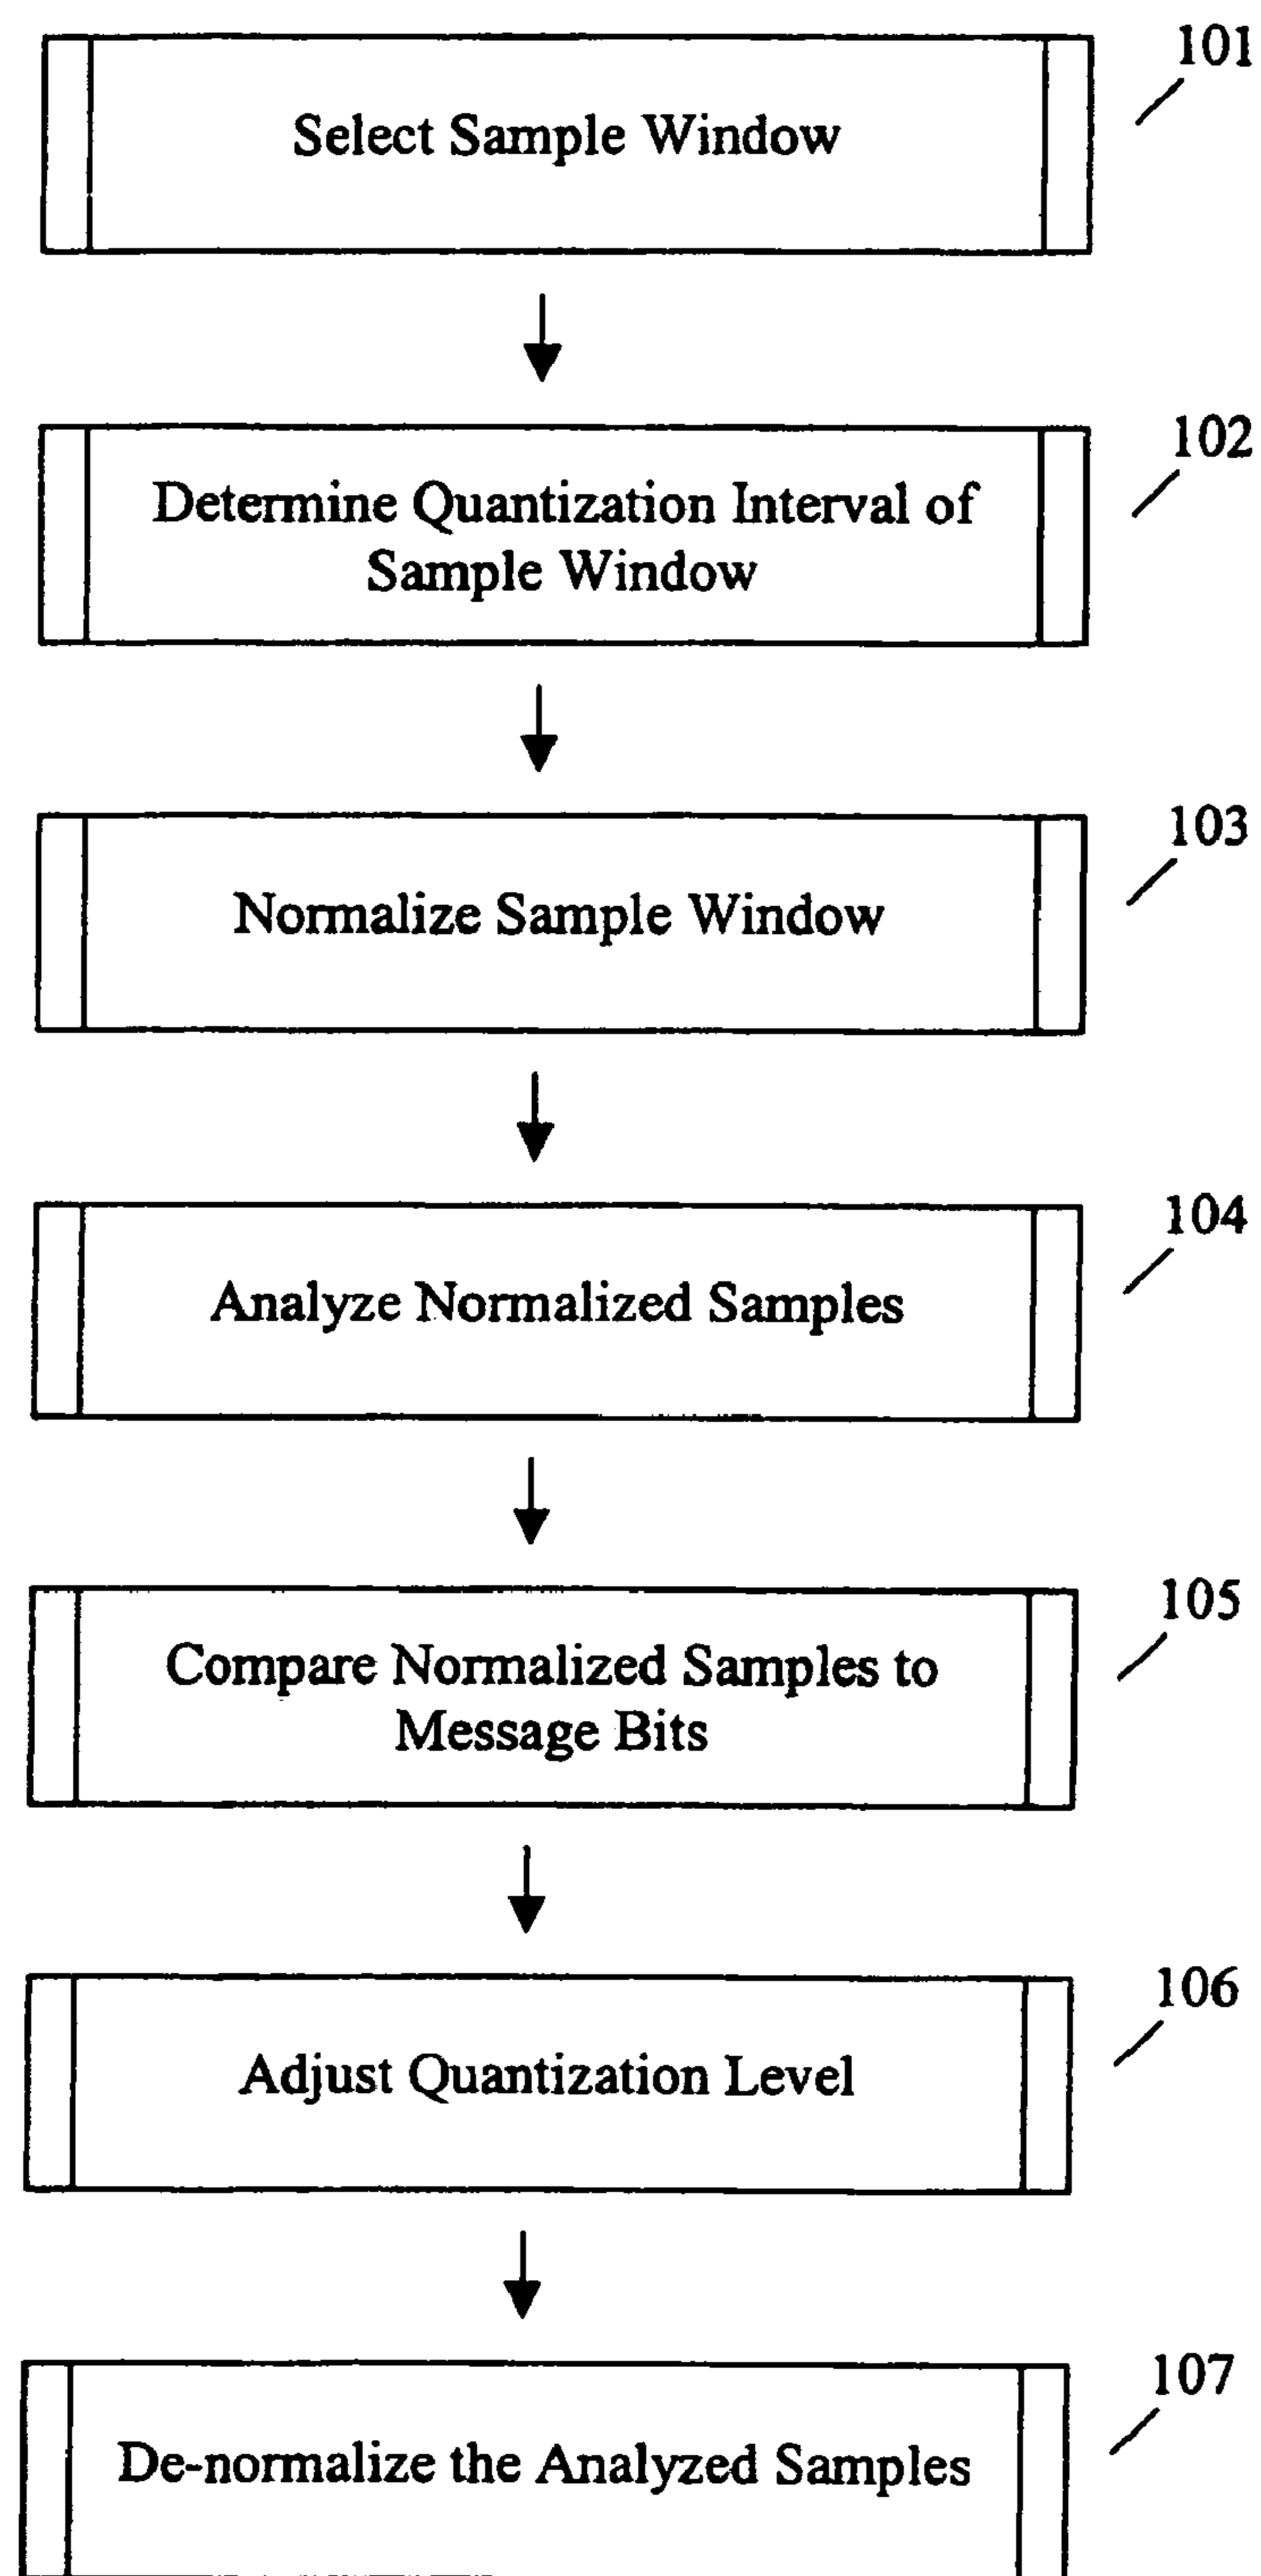 101
Select Sample Window
102
Determine Quantization Interval of
Sample Window
103
Normalize Sample Window
104
Analyze Normalized Samples
105
Compare Normalized Samples to
Message Bits
106
Adjust Quantization Level
107
De-normalize the Analyzed Samples